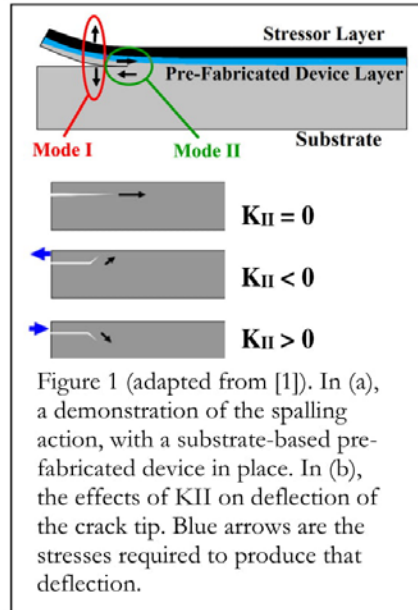 Stressor Layer
Pre-Fabricated Device Layer
Substrate
Mode I
Mode II
KII = 0
KII < 0
KII > 0
Figure 1 (adapted from [1]). In (a),
a demonstration of the spalling
action, with a substrate-based pre-
fabricated device in place. In (b),
the effects of KII on deflection of
the crack tip. Blue arrows are the
stresses required to produce that
deflection.